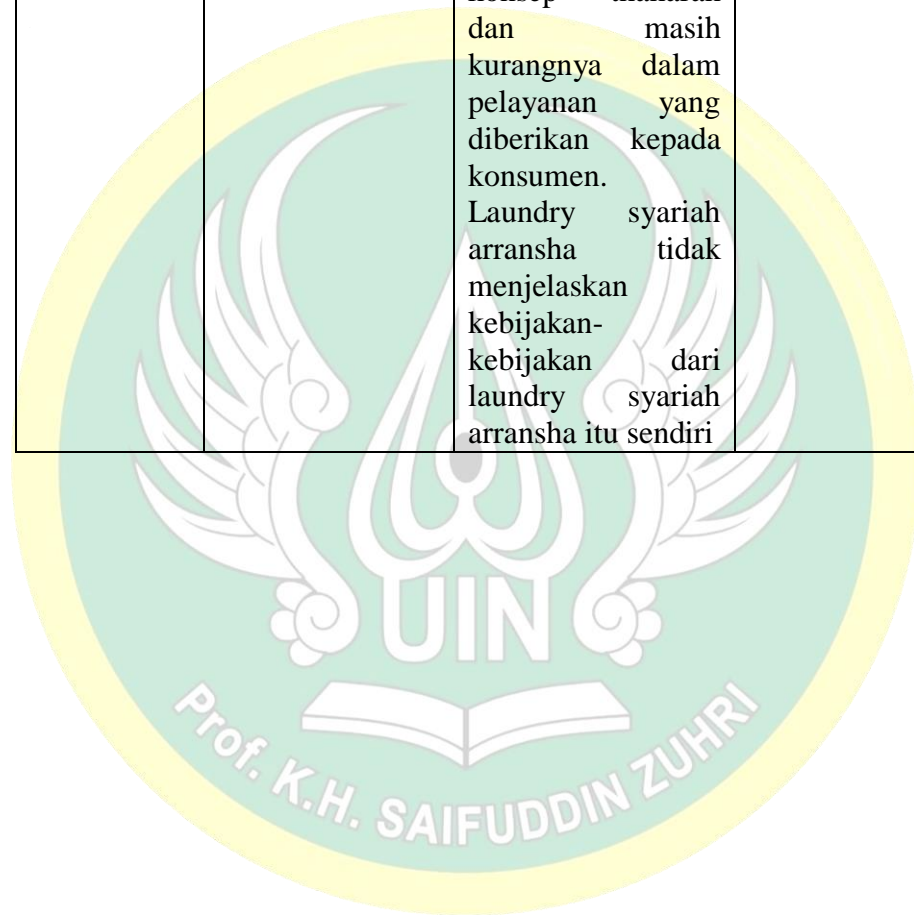 dan masih
kurangnya dalam
pelayanan yang
diberikan kepada
konsumen.
Laundry syariah
arransha tidak
menjelaskan
kebijakan-
kebijakan dari
laundry syariah
arransha itu sendiri
UIN
Prof. K.H. SAIFUDDIN ZUHRI